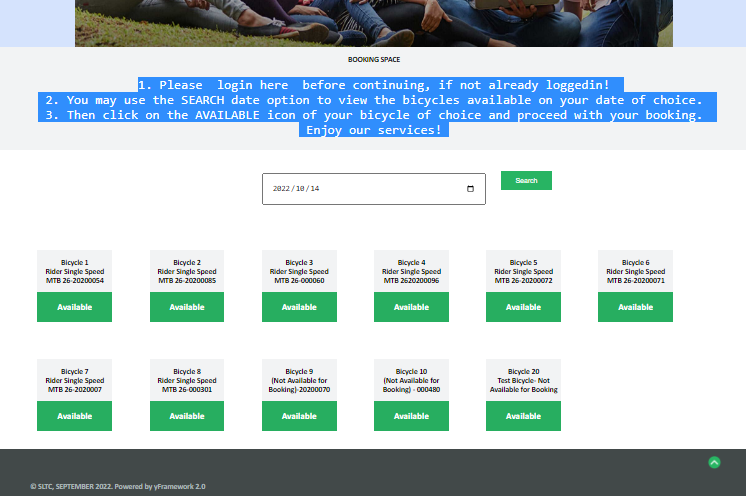 BOOKING SPACE
1. Please login here before continuing, if not already loggedin!
2. You may use the SEARCH date option to view the bicycles available on your date of choice.
3. Then click on the AVAILABLE icon of your bicycle of choice and proceed with your booking.
Enjoy our services!
2022/10/14
Search
Bicycle 1
Rider Single Speed
MTB 26-20200054
Available
Bicycle 2
Rider Single Speed
MTB 26-20200085
Available
Bicycle 3
Rider Single Speed
MTB 26-000060
Available
Bicycle 4
Rider Single Speed
MTB 2620200096
Available
Bicycle 5
Rider Single Speed
MTB 26-20200072
Available
Bicycle 6
Rider Single Speed
MTB 26-20200071
Available
Bicycle 7
Rider Single Speed
MTB 26-2020007
Available
Bicycle 8
Rider Single Speed
MTB 26-000301
Available
Bicycle 9
(Not Available for
Booking)-20200070
Available
Bicycle 10
(Not Available for
Booking) - 000480
Available
Bicycle 20
Test Bicycle- Not
Available for Booking
Available
© SLTC, SEPTEMBER 2022. Powered by yFramework 2.0